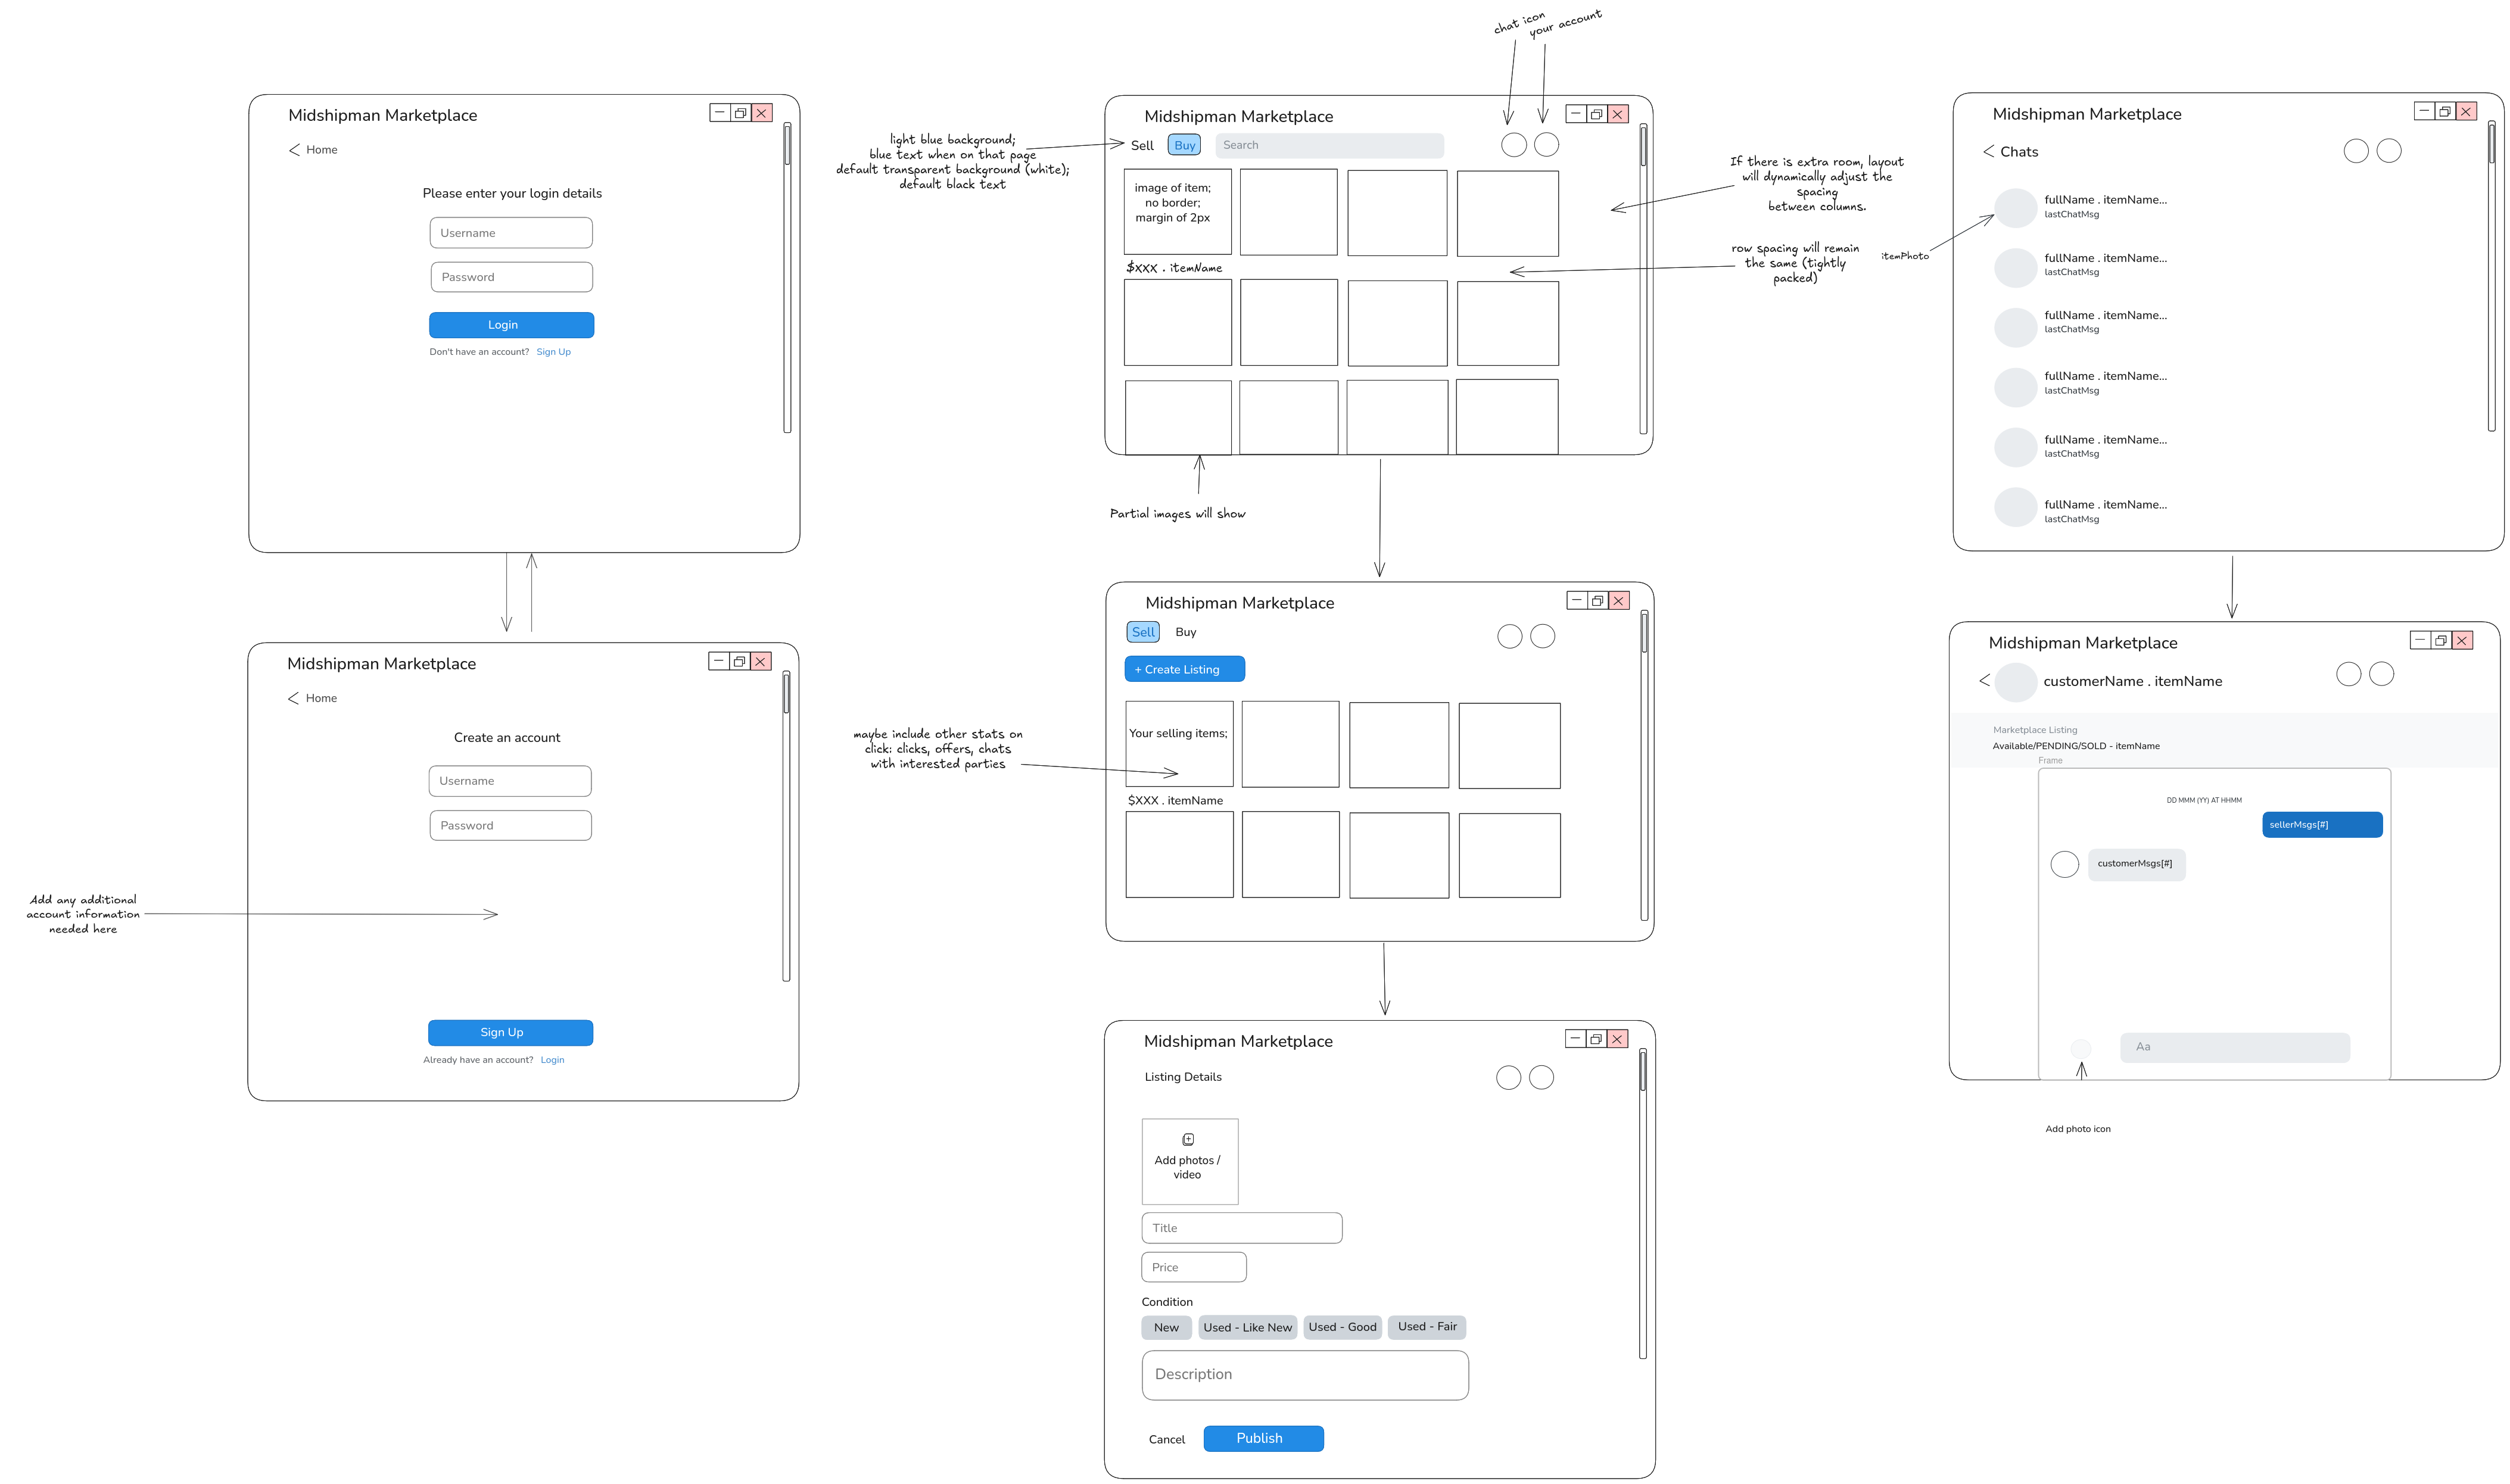 chat icon
your account
Midshipman Marketplace
< Home
Please enter your login details
Username
Password
Login
Don't have an account? Sign Up
light blue background;
blue text when on that page
default transparent background (white);
default black text
Midshipman Marketplace
Sell
Buy
Search
image of item;
no border;
margin of 2px
$XXX . itemName
Partial images will show
If there is extra room, layout
will dynamically adjust the
spacing
between columns.
row spacing will remain
the same (tightly
packed)
Midshipman Marketplace
< Chats
itemPhoto
fullName . itemName...
lastChatMsg
fullName . itemName...
lastChatMsg
fullName . itemName...
lastChatMsg
fullName . itemName...
lastChatMsg
fullName . itemName...
lastChatMsg
fullName . itemName...
lastChatMsg
Midshipman Marketplace
< Home
Create an account
Username
Password
Add any additional
account information
needed here
Sign Up
Already have an account? Login
Midshipman Marketplace
Sell
Buy
+ Create Listing
Your selling items;
maybe include other stats on
click: clicks, offers, chats
with interested parties
$XXX . itemName
Midshipman Marketplace
Listing Details
Add photos /
video
Title
Price
Condition
New
Used - Like New
Used - Good
Used - Fair
Description
Cancel
Publish
Midshipman Marketplace
< customerName . itemName
Marketplace Listing
Available/PENDING/SOLD - itemName
Frame
DD MMM (YY) AT HHMM
sellerMsgs[#]
customerMsgs[#]
Aa
Add photo icon